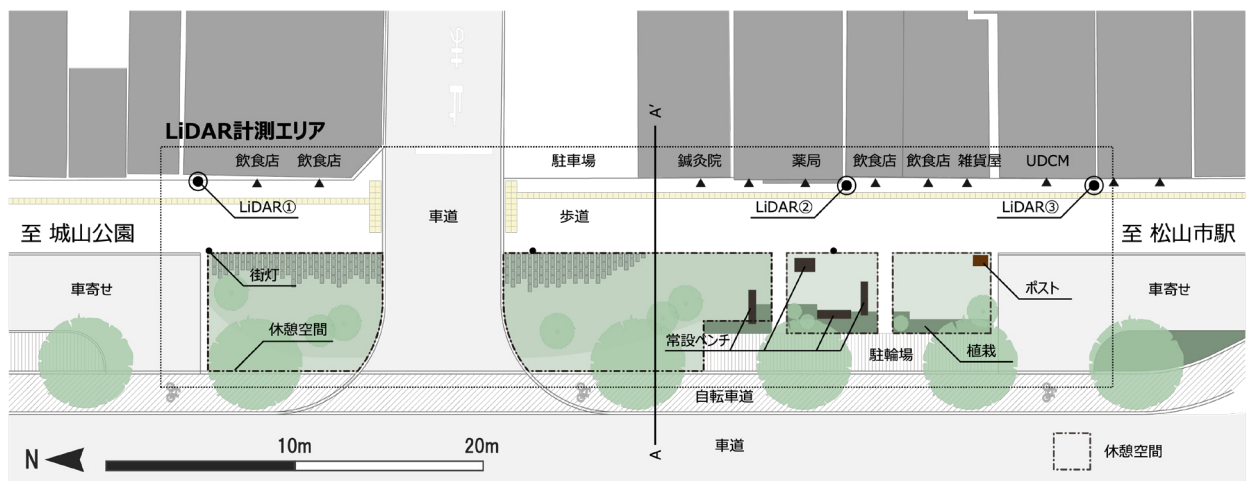 LiDAR計測エリア
飲食店
飲食店
駐車場
鍼灸院
薬局
飲食店
飲食店
雑貨屋
UDCM
A'
LiDAR①
車道
歩道
LiDAR②
LiDAR③
至 城山公園
至 松山市駅
街灯
車寄せ
休憩空間
常設ベンチ
駐輪場
植栽
ポスト
車寄せ
自転車道
車道
A
N
10m
20m
休憩空間